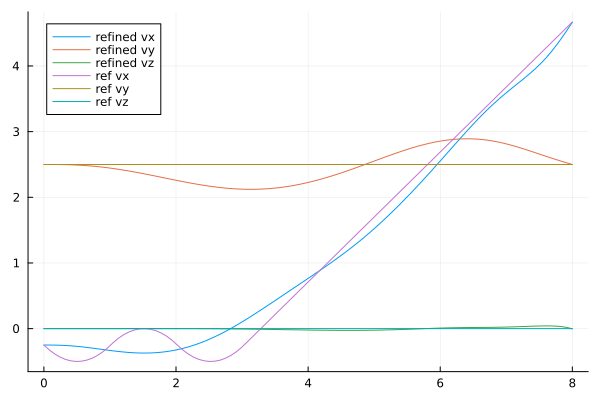 refined vx
refined vy
refined vz
ref vx
ref vy
ref vz
4
3
2
1
0
0 2 4 6 8